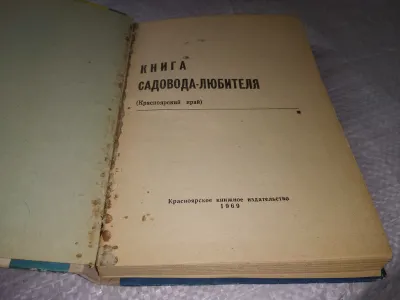 КНИГА
САДОВОДА-ЛЮБИТЕЛЯ
(Красноярский край)
Красноярское книжное издательство
1969